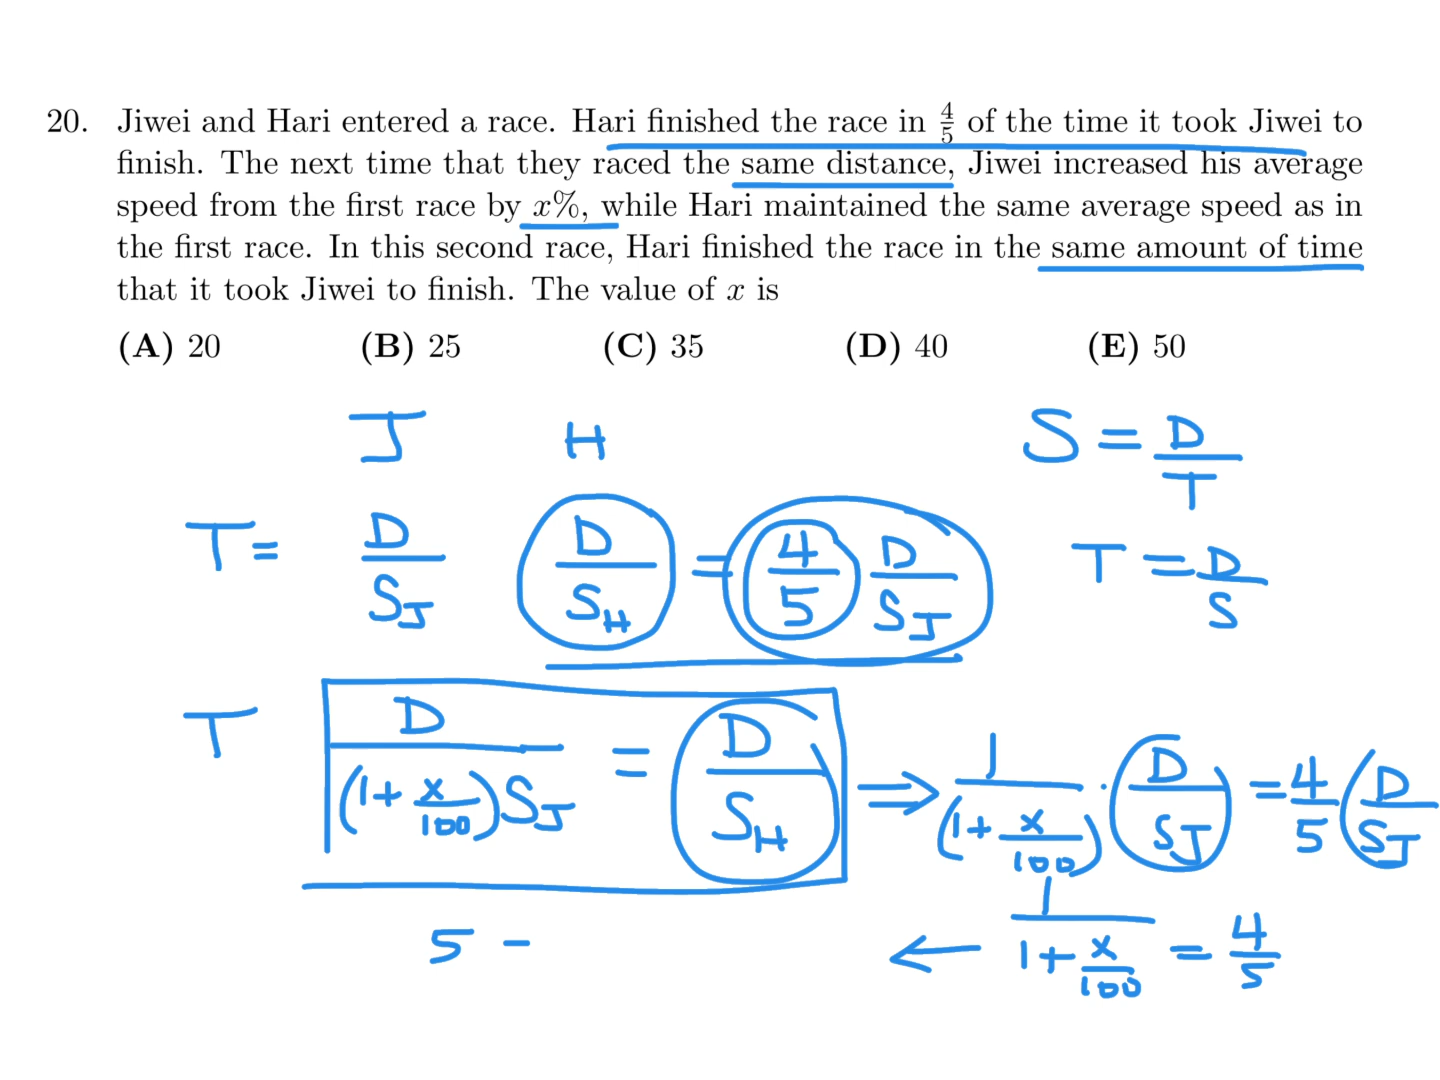 20. Jiwei and Hari entered a race. Hari finished the race in 4/5 of the time it took Jiwei to
finish. The next time that they raced the same distance, Jiwei increased his average
speed from the first race by x%, while Hari maintained the same average speed as in
the first race. In this second race, Hari finished the race in the same amount of time
that it took Jiwei to finish. The value of x is
(A) 20 (B) 25 (C) 35 (D) 40 (E) 50
J H S = D/T
T = D/S_J D/S_H = 4/5 D/S_J T = D/S
T D/((1 + x/100)S_J) = D/S_H ⇒ 1/(1 + x/100) · (D/S_J) = 4/5 (D/S_J)
5 - ← 1/(1 + x/100) = 4/5